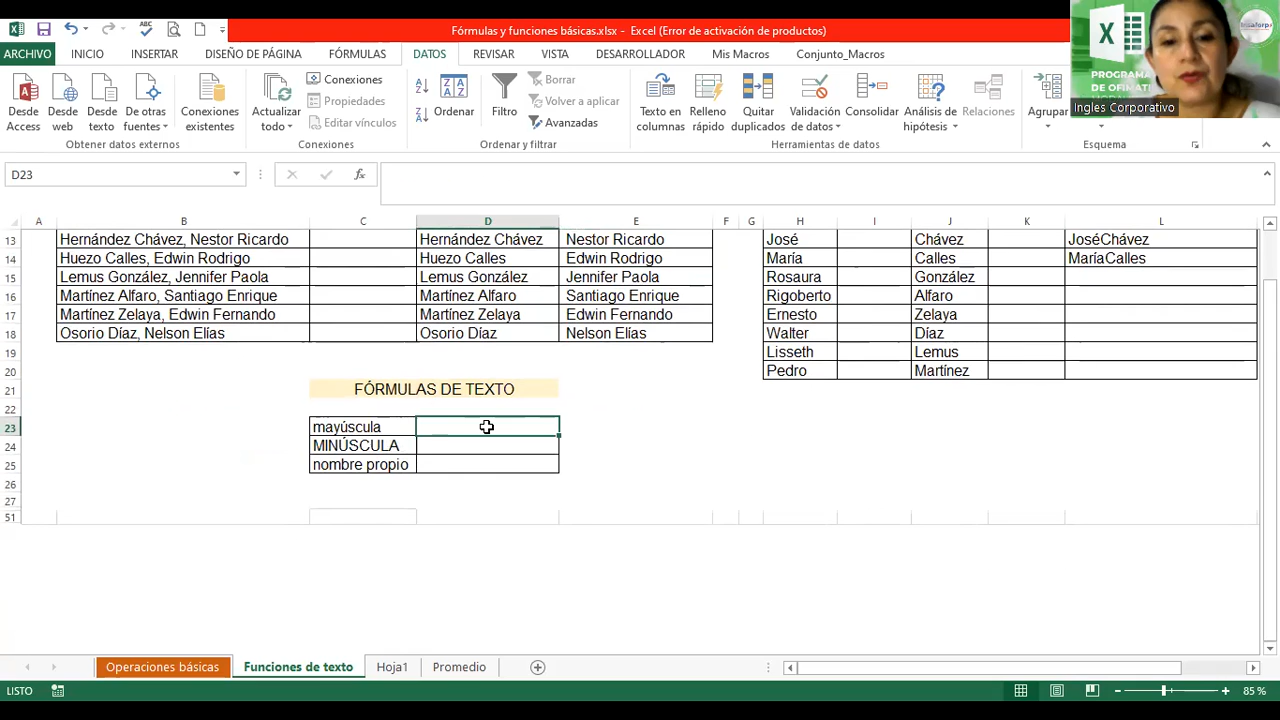 Fórmulas y funciones básicas.xlsx - Excel (Error de activación de productos)
ARCHIVO INICIO INSERTAR DISEÑO DE PÁGINA FÓRMULAS DATOS REVISAR VISTA DESARROLLADOR Mis Macros Conjunto_Macros
Desde Access
Desde web
Desde texto
De otras fuentes
Conexiones existentes
Actualizar todo
Conexiones
Propiedades
Editar vínculos
Ordenar
Filtro
Borrar
Volver a aplicar
Avanzadas
Texto en columnas
Relleno rápido
Quitar duplicados
Validación de datos
Consolidar
Análisis de hipótesis
Relaciones
Agrupar
Obtener datos externos Conexiones Ordenar y filtrar Herramientas de datos Esquema
PROGRAMA
DE OFIMÁTI
Ingles Corporativo
D23 fx
A B C D E F G H I J K L
13 Hernández Chávez, Nestor Ricardo Hernández Chávez Nestor Ricardo José Chávez JoséChávez
14 Huezo Calles, Edwin Rodrigo Huezo Calles Edwin Rodrigo María Calles MaríaCalles
15 Lemus González, Jennifer Paola Lemus González Jennifer Paola Rosaura González
16 Martínez Alfaro, Santiago Enrique Martínez Alfaro Santiago Enrique Rigoberto Alfaro
17 Martínez Zelaya, Edwin Fernando Martínez Zelaya Edwin Fernando Ernesto Zelaya
18 Osorio Díaz, Nelson Elías Osorio Díaz Nelson Elías Walter Díaz
19 Lisseth Lemus
20 Pedro Martínez
21 FÓRMULAS DE TEXTO
22
23 mayúscula
24 MINÚSCULA
25 nombre propio
26
27
51
Operaciones básicas Funciones de texto Hoja1 Promedio
LISTO 85 %